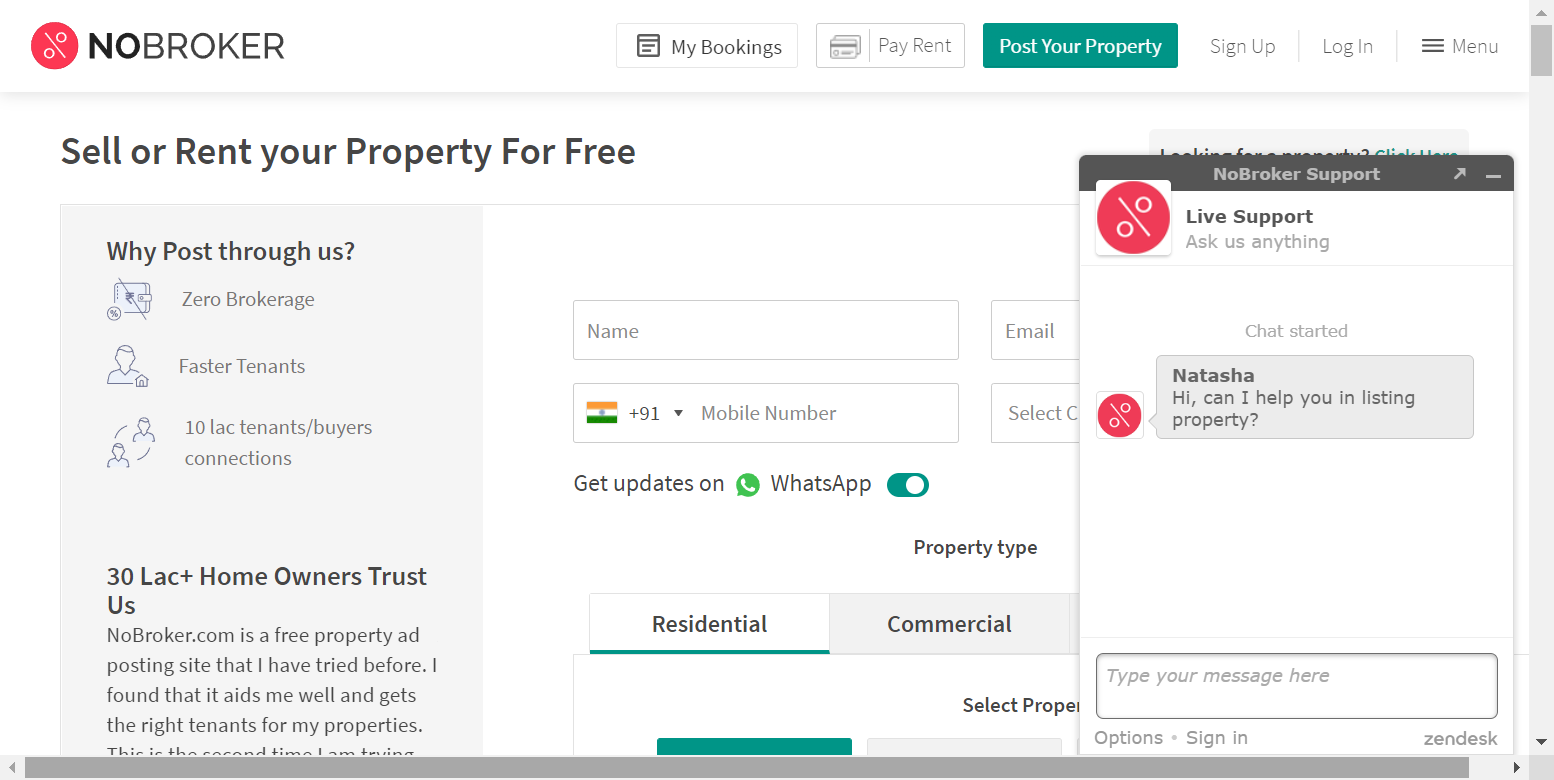 NOBROKER
My Bookings
Pay Rent
Post Your Property
Sign Up
Log In
Menu
Sell or Rent your Property For Free
Looking for a property? Click Here
Why Post through us?
Zero Brokerage
Faster Tenants
10 lac tenants/buyers
connections
30 Lac+ Home Owners Trust
Us
NoBroker.com is a free property ad
posting site that I have tried before. I
found that it aids me well and gets
the right tenants for my properties.
This is the second time I am trying
Name
Email
+91
Mobile Number
Select C
Get updates on WhatsApp
Property type
Residential
Commercial
Select Proper
NoBroker Support
Live Support
Ask us anything
Chat started
Natasha
Hi, can I help you in listing
property?
Type your message here
Options • Sign in
zendesk